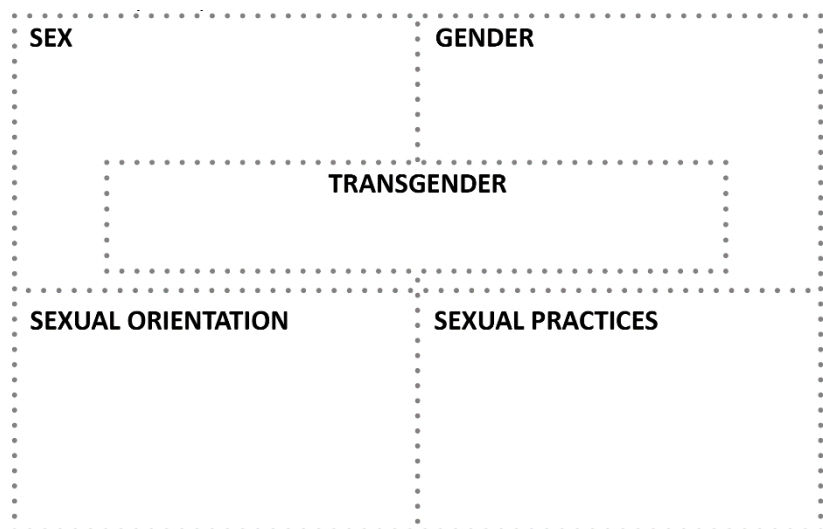 SEX
GENDER
TRANSGENDER
SEXUAL ORIENTATION
SEXUAL PRACTICES